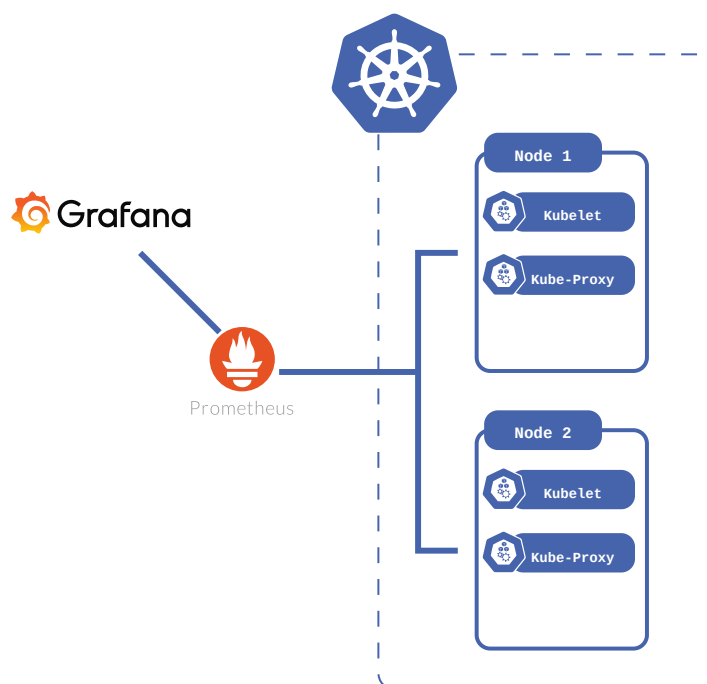 Node 1
Kubelet
Kube-Proxy
Grafana
Prometheus
Node 2
Kubelet
Kube-Proxy